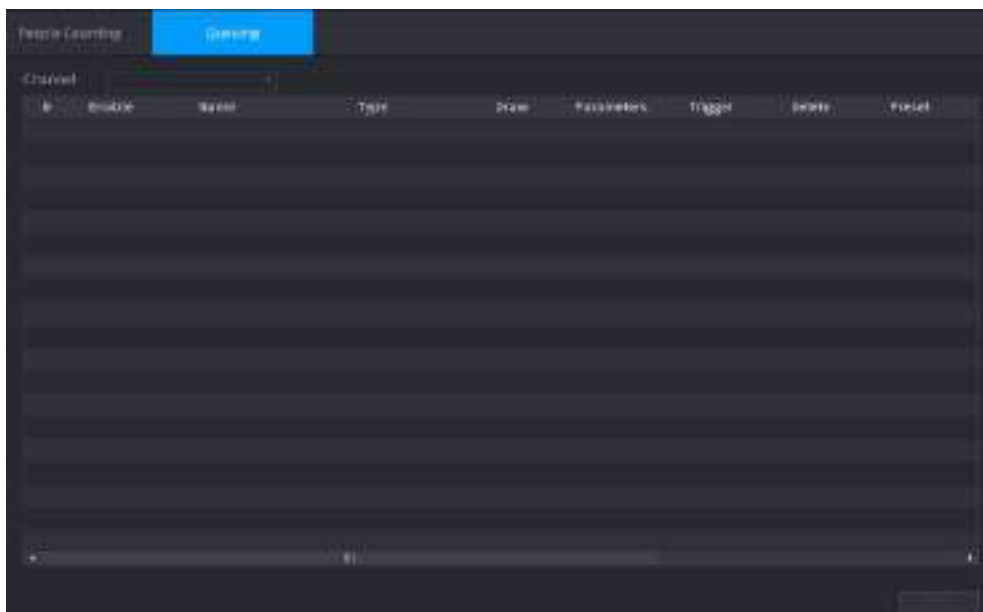 People Counting Queuing
Channel
Enable Name Type Draw Parameters Trigger Delete Preset